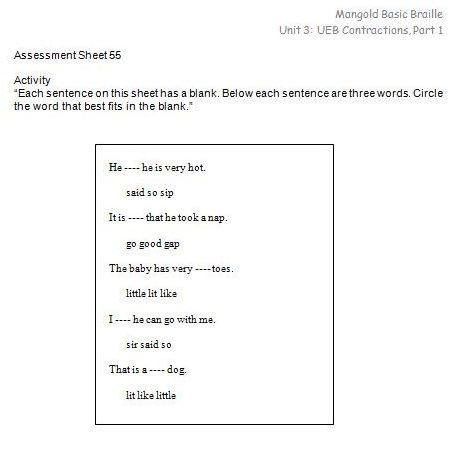 Mangold Basic Braille
Unit 3: UEB Contractions, Part 1
Assessment Sheet 55
Activity
"Each sentence on this sheet has a blank. Below each sentence are three words. Circle
the word that best fits in the blank."
He ---- he is very hot.
said so sip
It is ---- that he took a nap.
go good gap
The baby has very ---- toes.
little lit like
I ---- he can go with me.
sir said so
That is a ---- dog.
lit like little